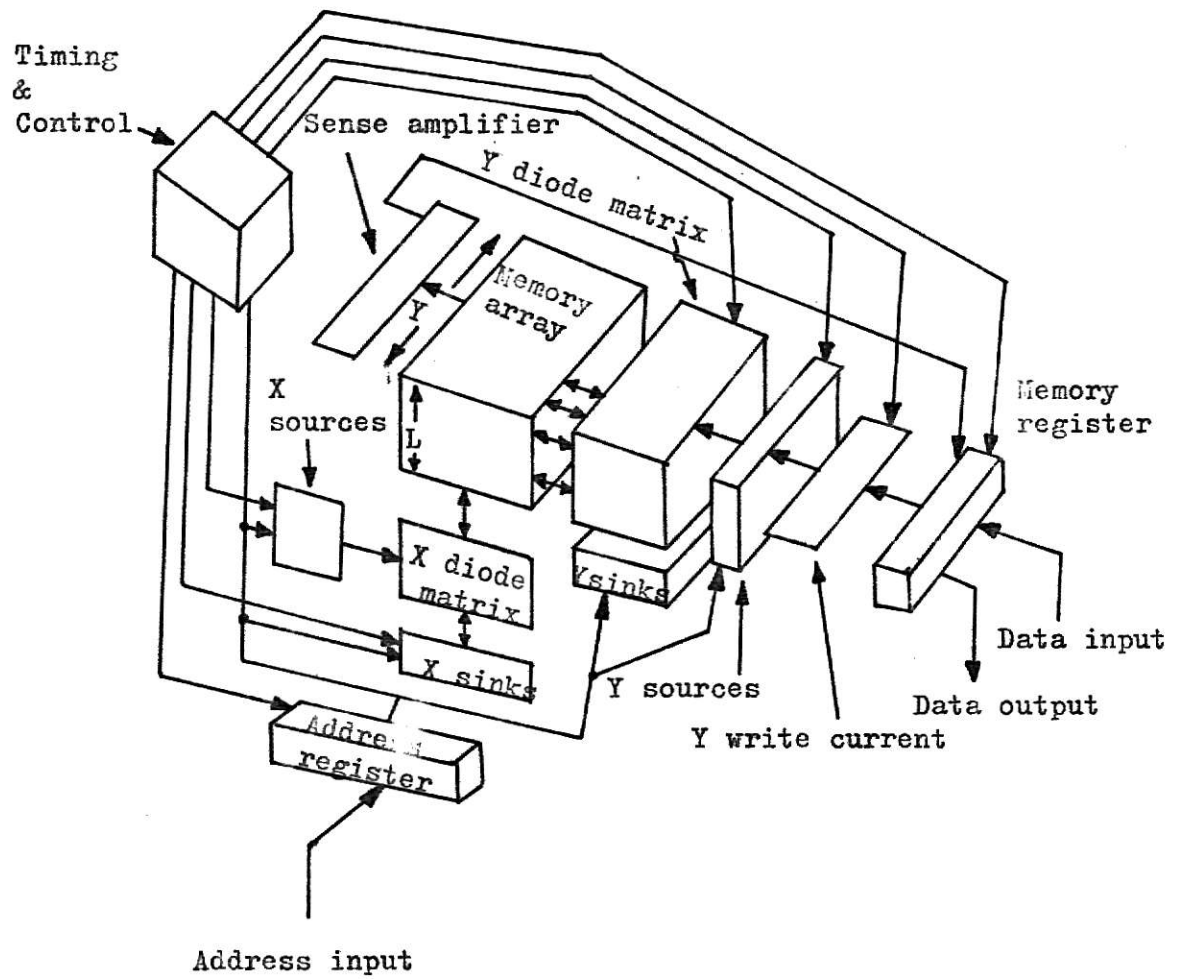 Timing
&
Control
Sense amplifier
Y diode matrix
Memory
array
Y
L
X
sources
Memory
register
X diode
matrix
Ysinks
X sinks
Y sources
Data input
Data output
Y write current
Address
register
Address input